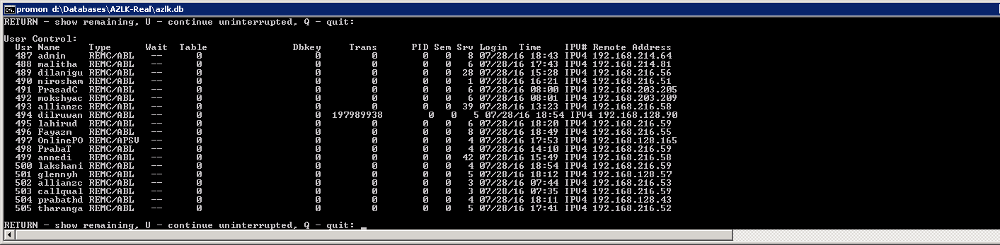 promon d:\Databases\AZLK-Real\azlk.db
RETURN - show remaining, U - continue uninterrupted, Q - quit:
User Control:
Usr Name Type Wait Table Dbkey Trans PID Sem Srv Login Time IPV# Remote Address
487 admin REMC/ABL -- 0 0 0 0 0 8 07/28/16 18:43 IPV4 192.168.214.64
488 malitha REMC/ABL -- 0 0 0 0 0 6 07/28/16 17:43 IPV4 192.168.214.81
489 dilanigu REMC/ABL -- 0 0 0 0 0 28 07/28/16 15:28 IPV4 192.168.216.56
490 nirosham REMC/ABL -- 0 0 0 0 0 1 07/28/16 16:21 IPV4 192.168.216.51
491 PrasadC REMC/ABL -- 0 0 0 0 0 6 07/28/16 08:00 IPV4 192.168.203.205
492 mokshyac REMC/ABL -- 0 0 0 0 0 6 07/28/16 08:01 IPV4 192.168.203.209
493 allianzc REMC/ABL -- 0 0 0 0 0 39 07/28/16 13:23 IPV4 192.168.216.58
494 dilruwan REMC/ABL -- 0 0 197989938 0 0 5 07/28/16 18:54 IPV4 192.168.128.90
495 lahirud REMC/ABL -- 0 0 0 0 0 6 07/28/16 18:20 IPV4 192.168.216.59
496 Fayazm REMC/ABL -- 0 0 0 0 0 8 07/28/16 18:49 IPV4 192.168.216.55
497 OnlinePO REMC/APSV -- 0 0 0 0 0 4 07/28/16 17:53 IPV4 192.168.128.165
498 PrabaT REMC/ABL -- 0 0 0 0 0 4 07/28/16 14:10 IPV4 192.168.216.59
499 annedi REMC/ABL -- 0 0 0 0 0 42 07/28/16 15:49 IPV4 192.168.216.58
500 lakshani REMC/ABL -- 0 0 0 0 0 4 07/28/16 18:54 IPV4 192.168.216.59
501 glennyh REMC/ABL -- 0 0 0 0 0 5 07/28/16 18:12 IPV4 192.168.128.57
502 allianzc REMC/ABL -- 0 0 0 0 0 3 07/28/16 07:44 IPV4 192.168.216.53
503 callqual REMC/ABL -- 0 0 0 0 0 3 07/28/16 07:35 IPV4 192.168.216.59
504 prabathd REMC/ABL -- 0 0 0 0 0 4 07/28/16 18:11 IPV4 192.168.128.43
505 tharanga REMC/ABL -- 0 0 0 0 0 5 07/28/16 17:41 IPV4 192.168.216.52
RETURN - show remaining, U - continue uninterrupted, Q - quit: _